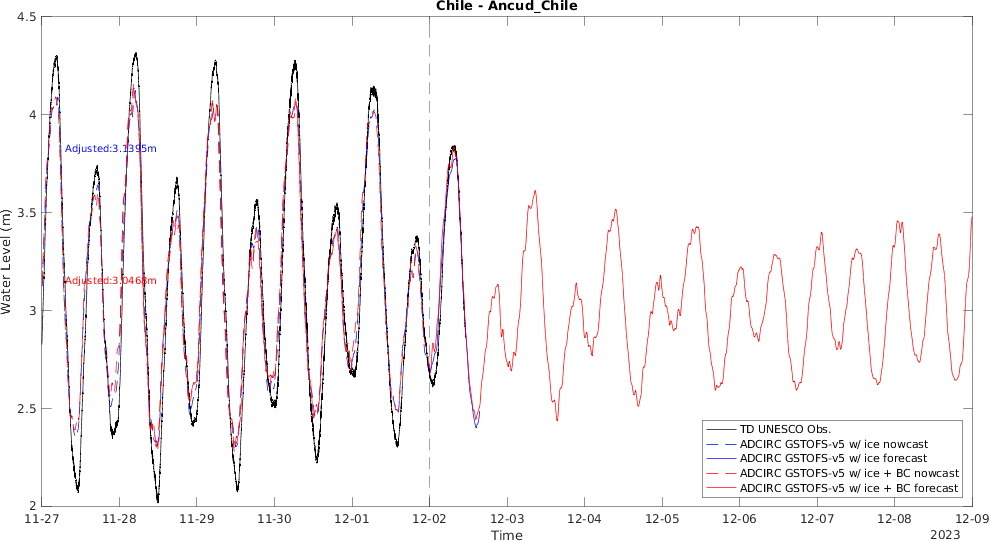 Chile - Ancud_Chile
4.5
4
3.5
3
2.5
2
Water Level (m)
Adjusted:3.1395m
Adjusted:3.0468m
TD UNESCO Obs.
ADCIRC GSTOFS-v5 w/ ice nowcast
ADCIRC GSTOFS-v5 w/ ice forecast
ADCIRC GSTOFS-v5 w/ ice + BC nowcast
ADCIRC GSTOFS-v5 w/ ice + BC forecast
11-27 11-28 11-29 11-30 12-01 12-02 12-03 12-04 12-05 12-06 12-07 12-08 12-09
Time
2023